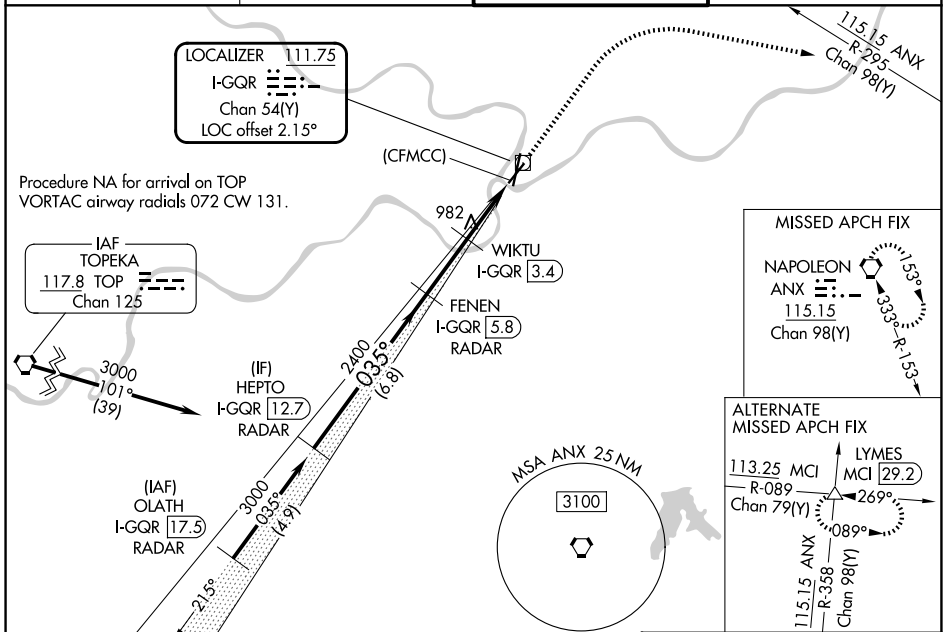 LOCALIZER 111.75
I-GQR
Chan 54(Y)
LOC offset 2.15°
115.15 ANX
R-295
Chan 98(Y)
(CFMCC)
Procedure NA for arrival on TOP
VORTAC airway radials 072 CW 131.
IAF
TOPEKA
117.8 TOP
Chan 125
982
WIKTU
I-GQR 3.4
FENEN
I-GQR 5.8
RADAR
3000
101°
(39)
2400
035°
(6.8)
(IF)
HEPTO
I-GQR 12.7
RADAR
3000
035°
(4.9)
(IAF)
OLATH
I-GQR 17.5
RADAR
215°
MSA ANX 25 NM
3100
MISSED APCH FIX
NAPOLEON
ANX
115.15
Chan 98(Y)
153°
333°
R-153
ALTERNATE
MISSED APCH FIX
LYMES
113.25 MCI
MCI 29.2
R-089
Chan 79(Y)
269°
089°
115.15 ANX
R-358
Chan 98(Y)